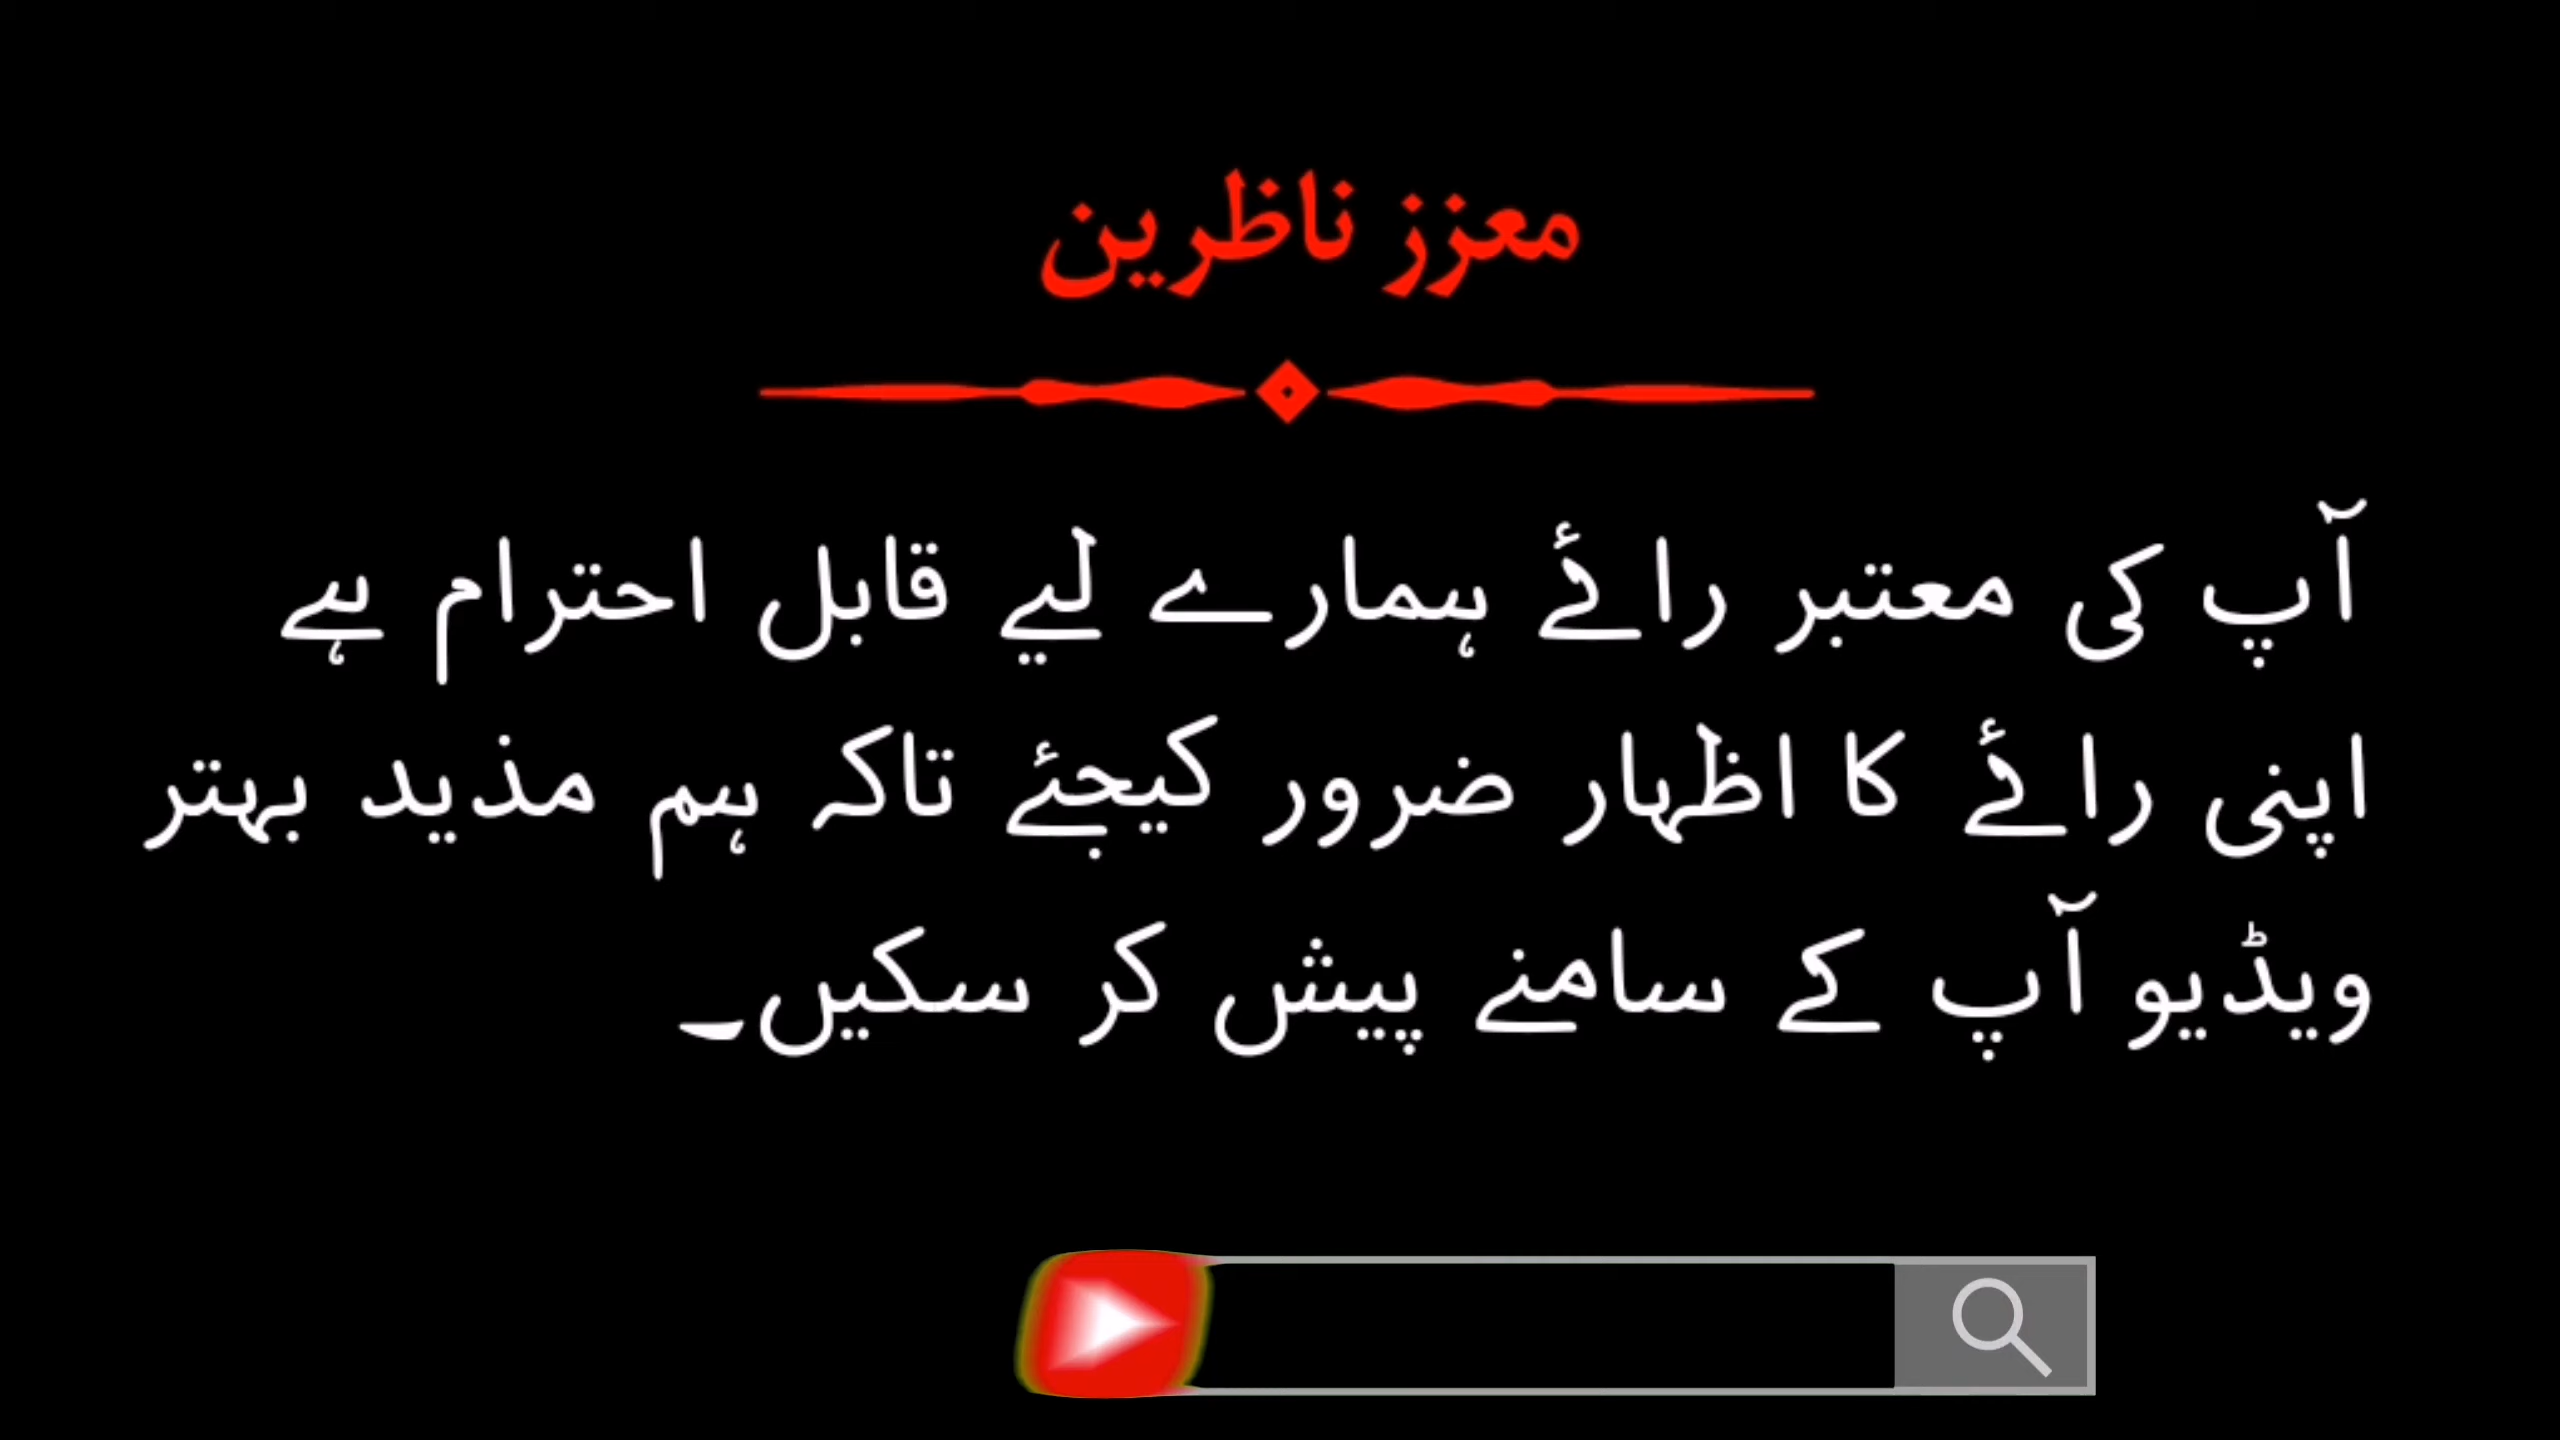 معزز ناظرین
آپ کی معتبر رائے ہمارے لیے قابل احترام ہے
اپنی رائے کا اظہار ضرور کیجئے تاکہ ہم مذید بہتر
ویڈیو آپ کے سامنے پیش کر سکیں۔